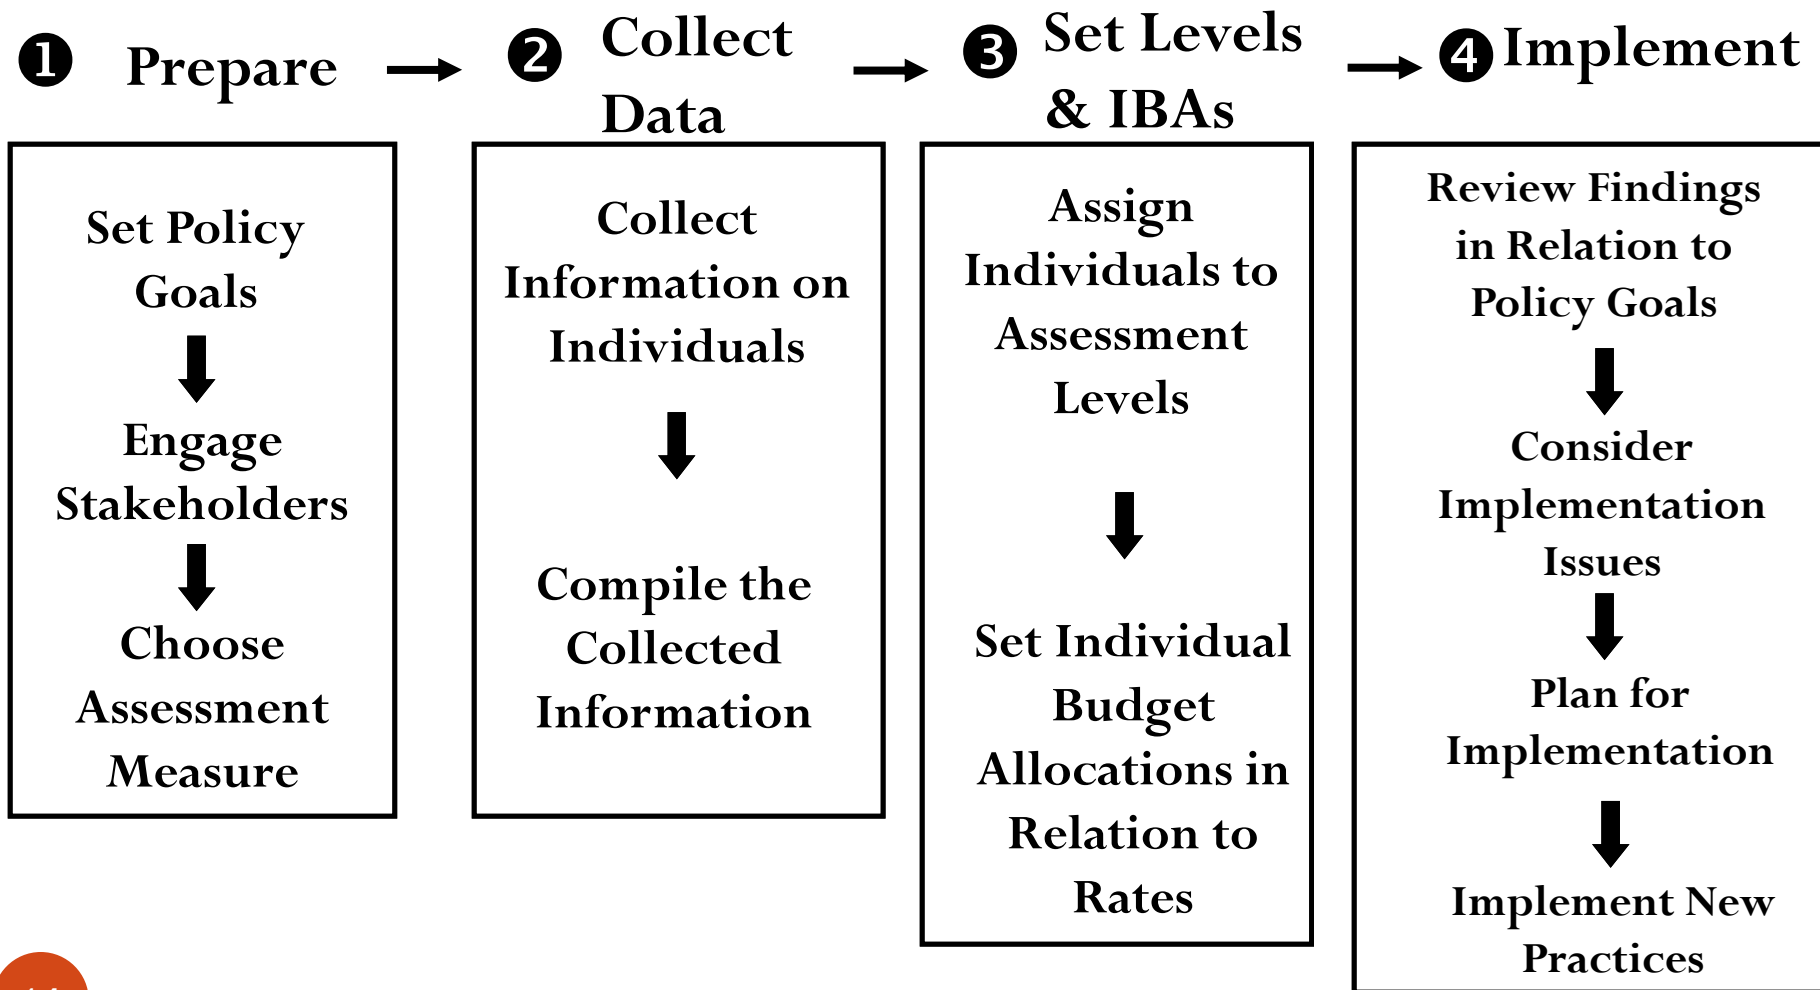 ❶ Prepare
❷ Collect
Data
❸ Set Levels
& IBAs
❹ Implement
Set Policy
Goals
Engage
Stakeholders
Choose
Assessment
Measure
Collect
Information on
Individuals
Compile the
Collected
Information
Assign
Individuals to
Assessment
Levels
Set Individual
Budget
Allocations in
Relation to
Rates
Review Findings
in Relation to
Policy Goals
Consider
Implementation
Issues
Plan for
Implementation
Implement New
Practices